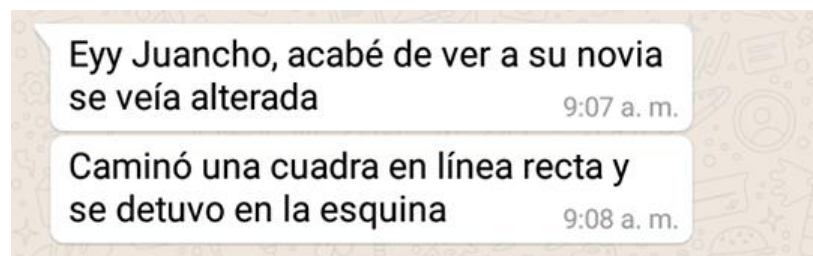 Eyy Juancho, acabé de ver a su novia
se veía alterada
9:07 a. m.
Caminó una cuadra en línea recta y
se detuvo en la esquina
9:08 a. m.